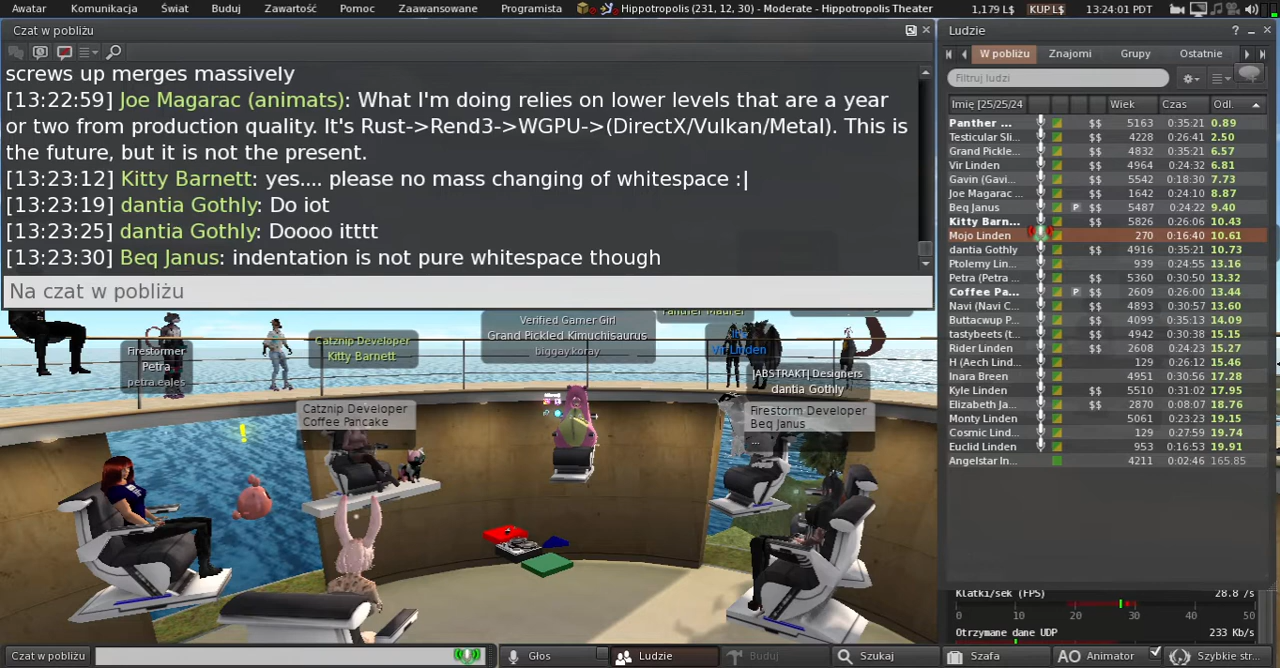 Awatar Komunikacja Świat Buduj Zawartość Pomoc Zaawansowane Programista Hippotropolis (231, 12, 30) - Moderate - Hippotropolis Theater 1,179 L$ KUP L$ 13:24:01 PDT
Czat w pobliżu
screws up merges massively
[13:22:59] Joe Magarac (animats): What I'm doing relies on lower levels that are a year
or two from production quality. It's Rust->Rend3->WGPU->(DirectX/Vulkan/Metal). This is
the future, but it is not the present.
[13:23:12] Kitty Barnett: yes.... please no mass changing of whitespace :|
[13:23:19] dantia Gothly: Do iot
[13:23:25] dantia Gothly: Doooo itttt
[13:23:30] Beq Janus: indentation is not pure whitespace though
Na czat w pobliżu
Firestormer
Petra
petra.eales
Catznip Developer
Kitty Barnett
Verified Gamer Girl
Grand Pickled Kimuchisaurus
biggay.koray
Panther Maurer
Vir Linden
|ABSTRAKT| Designers
dantia Gothly
Catznip Developer
Coffee Pancake
Firestorm Developer
Beq Janus
...
Ludzie
W pobliżu Znajomi Grupy Ostatnie
Filtruj ludzi
Imię [25/25/24 Wiek Czas Odl.
Panther ... $$ 5163 0:35:21 0.89
Testicular Sli... $$ 4228 0:26:41 2.50
Grand Pickle... $$ 4832 0:35:21 6.57
Vir Linden $$ 4964 0:24:32 6.81
Gavin (Gavi... $$ 5542 0:18:30 7.73
Joe Magarac ... $$ 1642 0:24:10 8.87
Beq Janus P $$ 5487 0:24:22 9.40
Kitty Barn... $$ 5826 0:26:06 10.43
Mojo Linden 270 0:16:40 10.61
dantia Gothly $$ 4916 0:35:21 10.73
Ptolemy Lin... 939 0:24:55 13.16
Petra (Petra ... $$ 5360 0:30:50 13.32
Coffee Pa... P $$ 2609 0:26:00 13.44
Navi (Navi C... $$ 4893 0:30:57 13.60
Buttacwup P... $$ 4099 0:35:13 14.09
tastybeets (t... $$ 4942 0:30:38 15.15
Rider Linden $$ 2608 0:24:23 15.27
H (Aech Lind... 129 0:26:12 15.46
Inara Breen 4951 0:30:56 17.28
Kyle Linden $$ 5510 0:31:02 17.95
Elizabeth Ja... $$ 2870 0:08:07 18.76
Monty Linden 5061 0:23:23 19.15
Cosmic Lind... 129 0:27:59 19.74
Euclid Linden 953 0:16:53 19.91
Angelstar In... 4211 0:02:46 165.85
Klatki/sek (FPS) 28.8 /s
0 10 20 30 40 50
Otrzymane dane UDP 233 Kb/s
Czat w pobliżu Głos Ludzie Buduj Szukaj Szafa AO Animator Szybkie str...